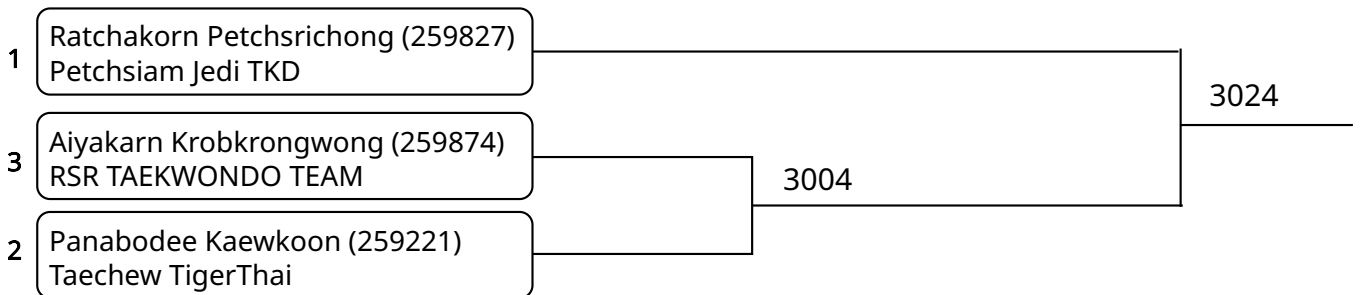 1
Ratchakorn Petchsrichong (259827)
Petchsiam Jedi TKD
3024
3
Aiyakarn Krobkrongwong (259874)
RSR TAEKWONDO TEAM
3004
2
Panabodee Kaewkoon (259221)
Taechew TigerThai